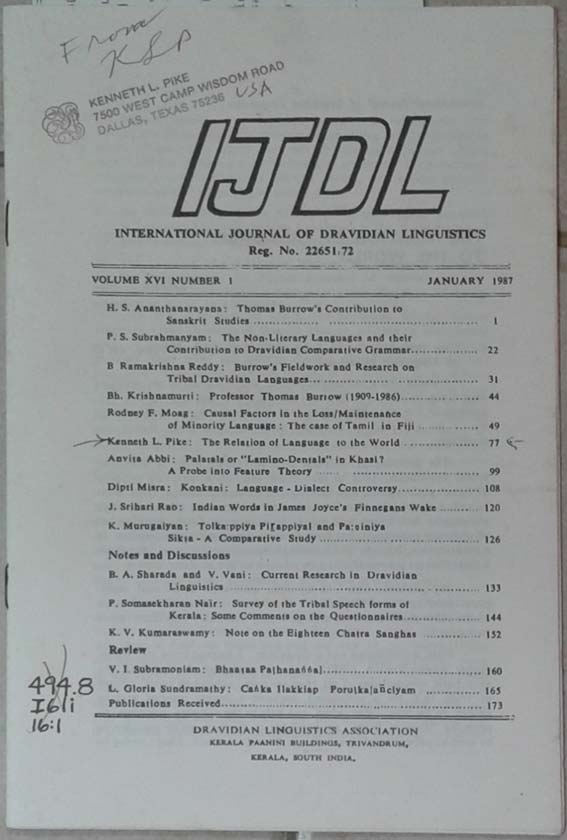 From
KLP
KENNETH L. PIKE
7500 WEST CAMP WISDOM ROAD
DALLAS, TEXAS 75236 USA
IJDL
INTERNATIONAL JOURNAL OF DRAVIDIAN LINGUISTICS
Reg. No. 22651/72
VOLUME XVI NUMBER 1 JANUARY 1987
H. S. Ananthanarayana: Thomas Burrow's Contribution to
Sanskrit Studies ..................... 1
P. S. Subrahmanyam: The Non-Literary Languages and their
Contribution to Dravidian Comparative Grammar............... 22
B Ramakrishna Reddy: Burrow's Fieldwork and Research on
Tribal Dravidian Languages... ..................... 31
Bh. Krishnamurti: Professor Thomas Burrow (1909-1986)............... 44
Rodney F. Moag: Causal Factors in the Loss/Maintenance
of Minority Language : The case of Tamil in Fiji ......... 49
Kenneth L. Pike: The Relation of Language to the World ......... 77
Anvita Abbi: Palatals or "Lamino-Dentals" in Khasi?
A Probe into Feature Theory ............ 99
Dipti Misra: Konkani: Language - Dialect Controversy............... 108
J. Srihari Rao: Indian Words in James Joyce's Finnegans Wake ......... 120
K. Murugaiyan: Tolka:ppiya Piṟappiyal and Pa:ṇiniya
Sikṣa - A Comparative Study ..................... 126
Notes and Discussions
B. A. Sharada and V. Vani: Current Research in Dravidian
Linguistics ..................... 133
P. Somasekharan Nair: Survey of the Tribal Speech forms of
Kerala: Some Comments on the Questionnaires............ 144
K. V. Kumaraswamy: Note on the Eighteen Chatra Sanghas ......... 152
Review
V. I. Subramoniam: Bhaaṣaa Paṭhanaṅṅaḷ..................... 160
L. Gloria Sundramathy: Caṅka Ilakkiap Poruṭkaḷañciyam ............ 165
Publications Received..................... 173
494.8
I61i
16:1
DRAVIDIAN LINGUISTICS ASSOCIATION
KERALA PAANINI BUILDINGS, TRIVANDRUM,
KERALA, SOUTH INDIA.